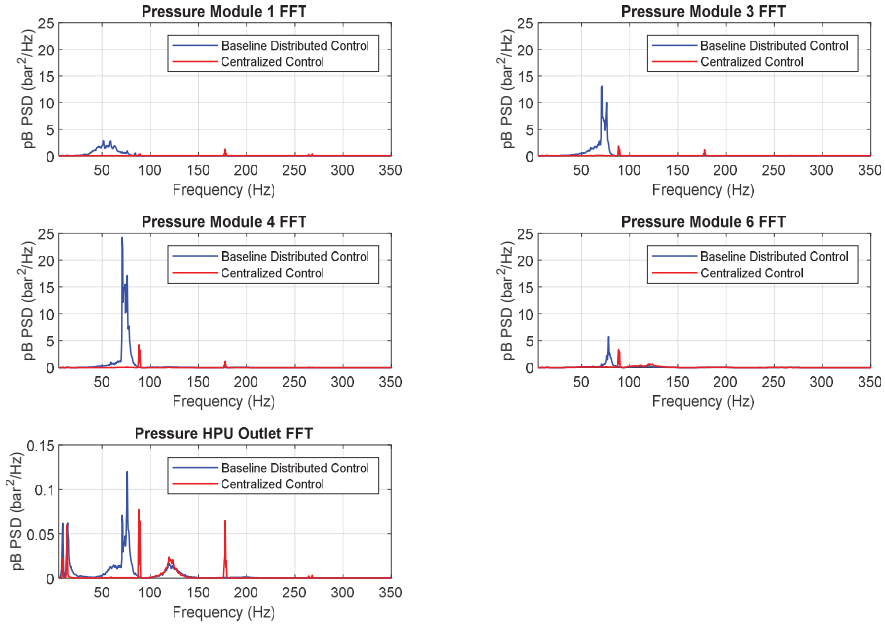 Pressure Module 1 FFT
pB PSD (bar²/Hz)
25
20
15
10
5
0
Baseline Distributed Control
Centralized Control
50 100 150 200 250 300 350
Frequency (Hz)
Pressure Module 3 FFT
pB PSD (bar²/Hz)
25
20
15
10
5
0
Baseline Distributed Control
Centralized Control
50 100 150 200 250 300 350
Frequency (Hz)
Pressure Module 4 FFT
pB PSD (bar²/Hz)
25
20
15
10
5
0
Baseline Distributed Control
Centralized Control
50 100 150 200 250 300 350
Frequency (Hz)
Pressure Module 6 FFT
pB PSD (bar²/Hz)
25
20
15
10
5
0
Baseline Distributed Control
Centralized Control
50 100 150 200 250 300 350
Frequency (Hz)
Pressure HPU Outlet FFT
pB PSD (bar²/Hz)
0.15
0.1
0.05
0
Baseline Distributed Control
Centralized Control
50 100 150 200 250 300 350
Frequency (Hz)